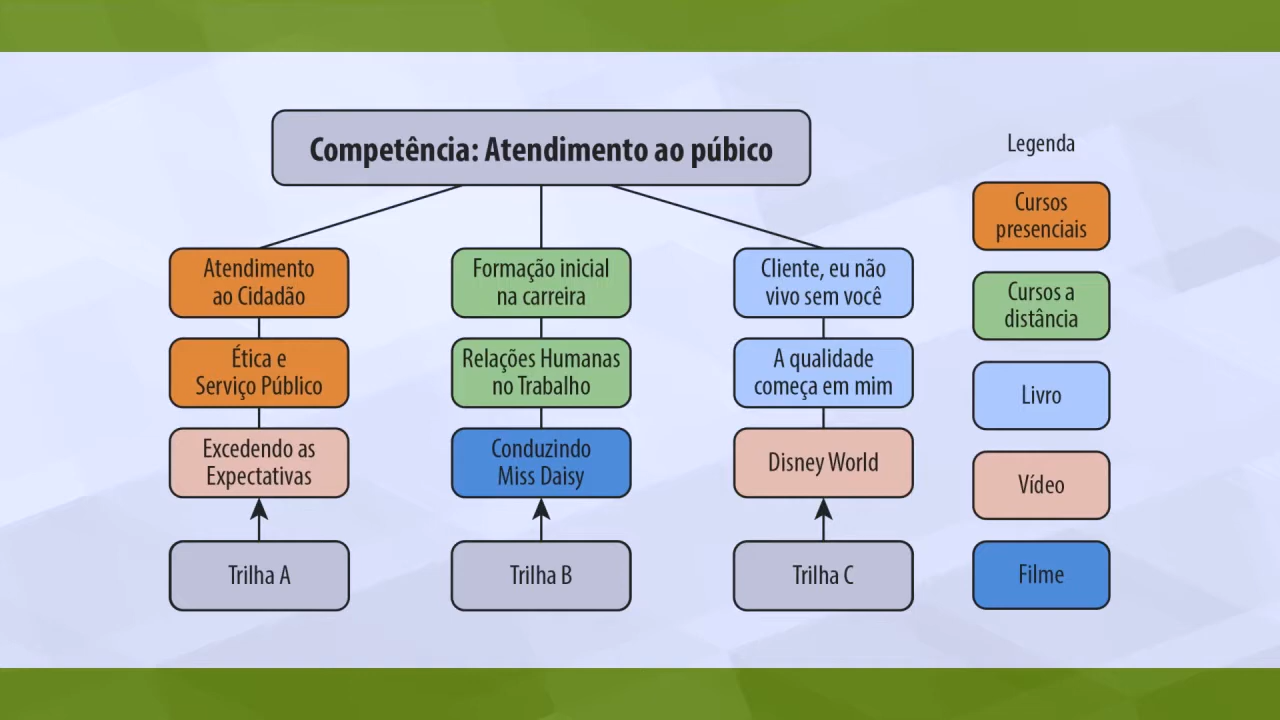 Competência: Atendimento ao púbico
Atendimento
ao Cidadão
Ética e
Serviço Público
Excedendo as
Expectativas
Trilha A
Formação inicial
na carreira
Relações Humanas
no Trabalho
Conduzindo
Miss Daisy
Trilha B
Cliente, eu não
vivo sem você
A qualidade
começa em mim
Disney World
Trilha C
Legenda
Cursos
presenciais
Cursos a
distância
Livro
Vídeo
Filme